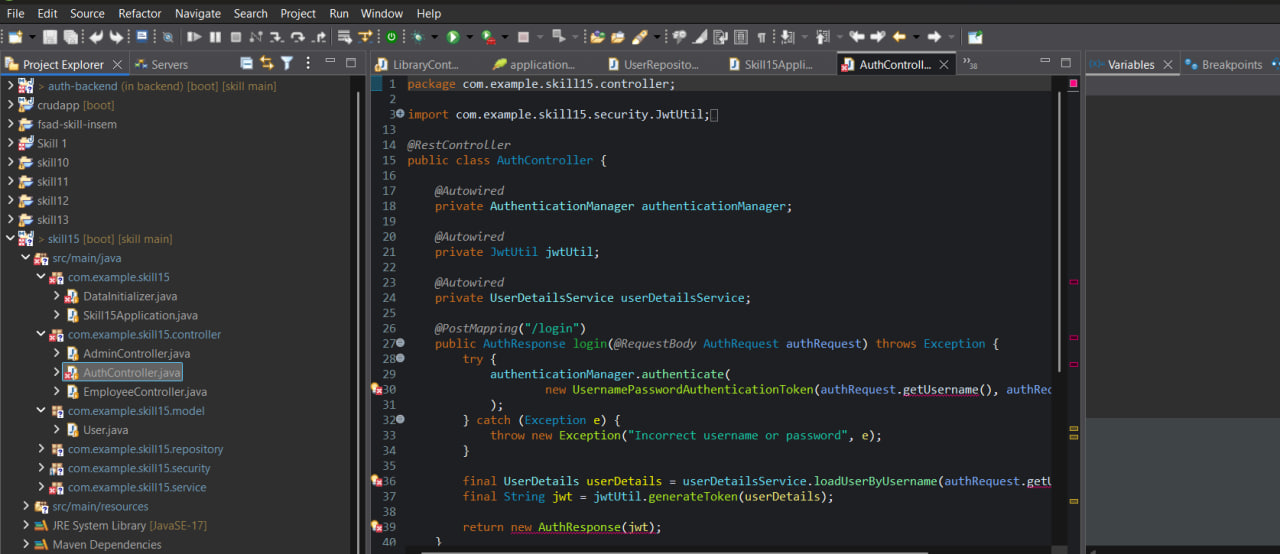 File Edit Source Refactor Navigate Search Project Run Window Help
Project Explorer Servers
> auth-backend (in backend) [boot] [skill main]
crudapp [boot]
fsad-skill-insem
Skill 1
skill10
skill11
skill12
skill13
> skill15 [boot] [skill main]
src/main/java
com.example.skill15
DataInitializer.java
Skill15Application.java
com.example.skill15.controller
AdminController.java
AuthController.java
EmployeeController.java
com.example.skill15.model
User.java
com.example.skill15.repository
com.example.skill15.security
com.example.skill15.service
src/main/resources
JRE System Library [JavaSE-17]
Maven Dependencies
LibraryCont... application.... UserReposito... Skill15Appli... AuthControll... 38
1 package com.example.skill15.controller;
2
3 import com.example.skill15.security.JwtUtil;
13
14 @RestController
15 public class AuthController {
16
17 @Autowired
18 private AuthenticationManager authenticationManager;
19
20 @Autowired
21 private JwtUtil jwtUtil;
22
23 @Autowired
24 private UserDetailsService userDetailsService;
25
26 @PostMapping("/login")
27 public AuthResponse login(@RequestBody AuthRequest authRequest) throws Exception {
28 try {
29 authenticationManager.authenticate(
30 new UsernamePasswordAuthenticationToken(authRequest.getUsername(), authRec
31 );
32 } catch (Exception e) {
33 throw new Exception("Incorrect username or password", e);
34 }
35
36 final UserDetails userDetails = userDetailsService.loadUserByUsername(authRequest.getU
37 final String jwt = jwtUtil.generateToken(userDetails);
38
39 return new AuthResponse(jwt);
40 }
Variables Breakpoints